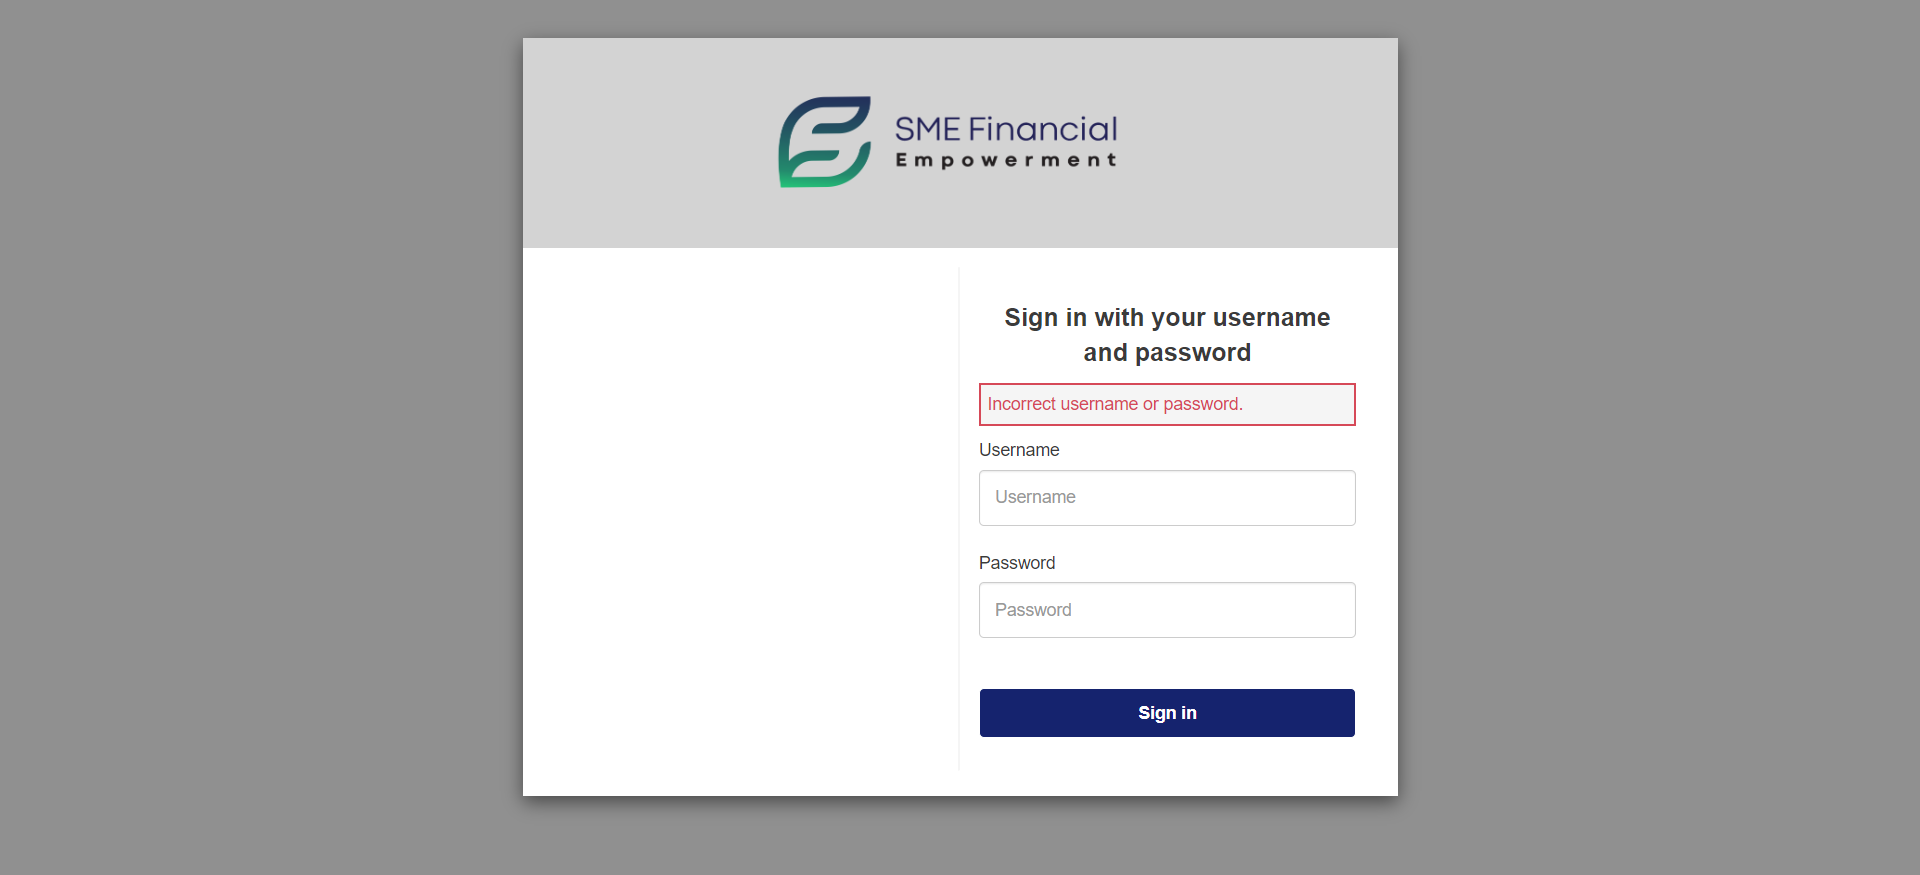 SME Financial
Empowerment
Sign in with your username
and password
Incorrect username or password.
Username
Username
Password
Password
Sign in